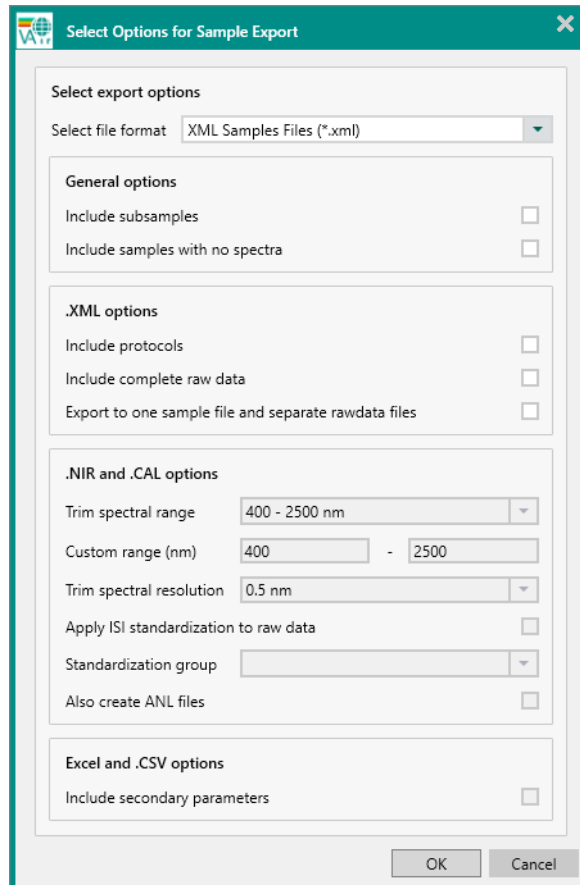 Select Options for Sample Export
Select export options
Select file format XML Samples Files (*.xml)
General options
Include subsamples
Include samples with no spectra
.XML options
Include protocols
Include complete raw data
Export to one sample file and separate rawdata files
.NIR and .CAL options
Trim spectral range 400 - 2500 nm
Custom range (nm) 400 - 2500
Trim spectral resolution 0.5 nm
Apply ISI standardization to raw data
Standardization group
Also create ANL files
Excel and .CSV options
Include secondary parameters
OK Cancel